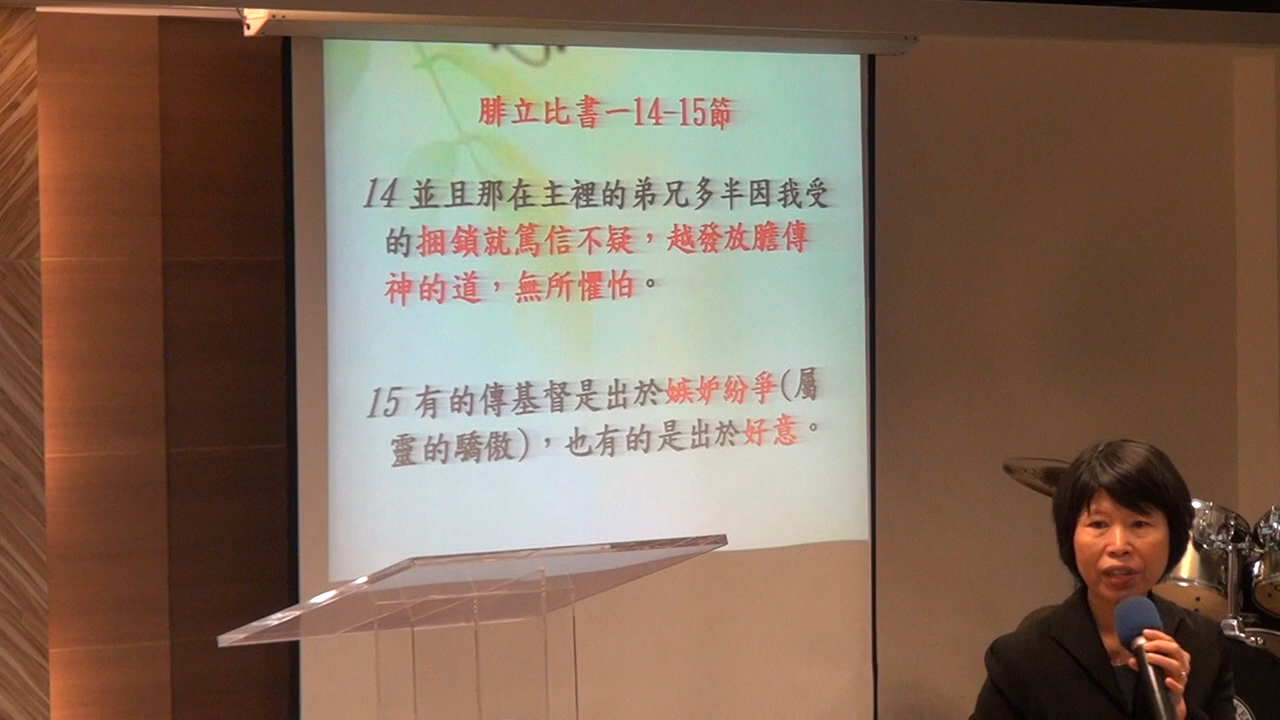 腓立比書一14-15節
14 並且那在主裡的弟兄多半因我受
的捆鎖就篤信不疑，越發放膽傳
神的道，無所懼怕。
15 有的傳基督是出於嫉妒紛爭(屬
靈的驕傲)，也有的是出於好意。